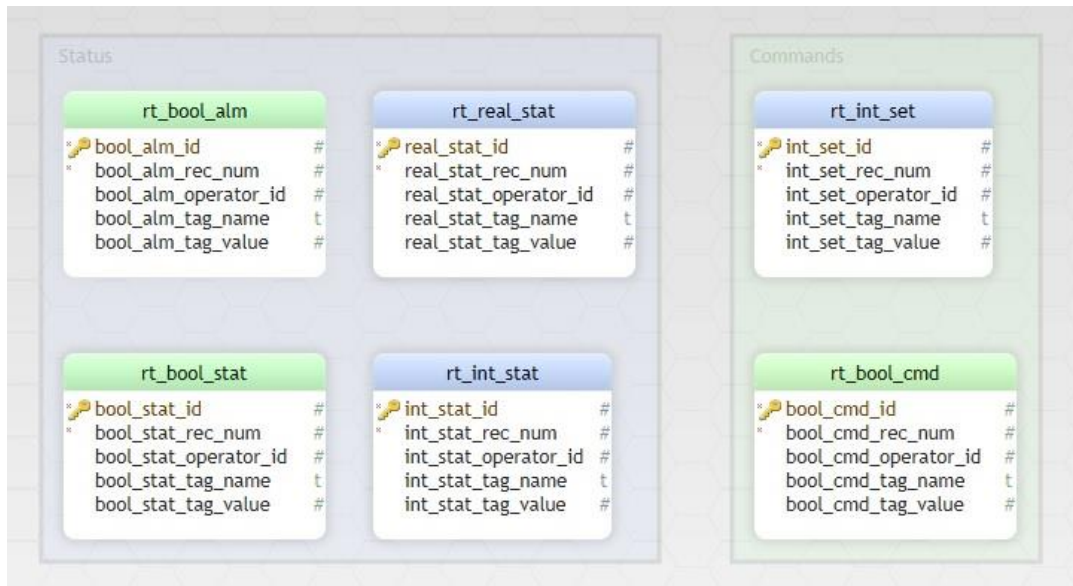 Status
rt_bool_alm
bool_alm_id #
bool_alm_rec_num #
bool_alm_operator_id #
bool_alm_tag_name t
bool_alm_tag_value #
rt_real_stat
real_stat_id #
real_stat_rec_num #
real_stat_operator_id #
real_stat_tag_name t
real_stat_tag_value #
rt_bool_stat
bool_stat_id #
bool_stat_rec_num #
bool_stat_operator_id #
bool_stat_tag_name t
bool_stat_tag_value #
rt_int_stat
int_stat_id #
int_stat_rec_num #
int_stat_operator_id #
int_stat_tag_name t
int_stat_tag_value #
Commands
rt_int_set
int_set_id #
int_set_rec_num #
int_set_operator_id #
int_set_tag_name t
int_set_tag_value #
rt_bool_cmd
bool_cmd_id #
bool_cmd_rec_num #
bool_cmd_operator_id #
bool_cmd_tag_name t
bool_cmd_tag_value #